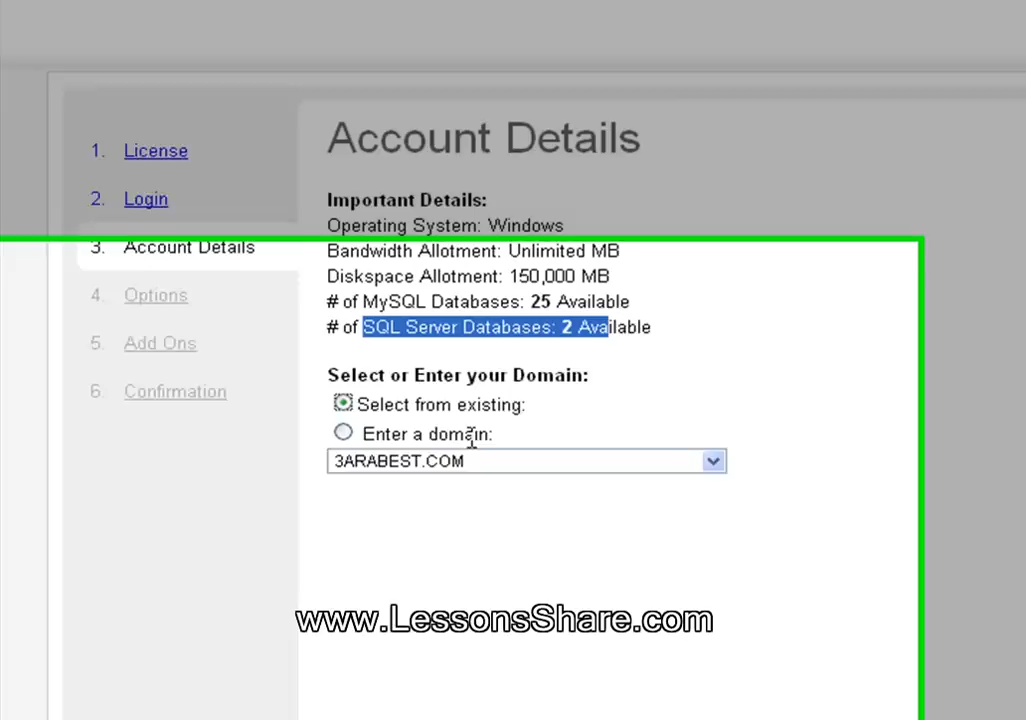 Account Details
1. License
2. Login
3. Account Details
4. Options
5. Add Ons
6. Confirmation
Important Details:
Operating System: Windows
Bandwidth Allotment: Unlimited MB
Diskspace Allotment: 150,000 MB
# of MySQL Databases: 25 Available
# of SQL Server Databases: 2 Available
Select or Enter your Domain:
Select from existing:
Enter a domain:
3ARABEST.COM
www.LessonsShare.com